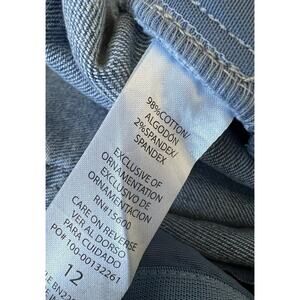 98%COTTON/
ALGODÓN
2%SPANDEX/
SPANDEX
EXCLUSIVE OF
ORNAMENTATION
EXCLUSIVO DE
ORNAMENTACION
RN#15600
CARE ON REVERSE
VER AL DORSO
PARA CUIDADO
PO# 100-00132261
12